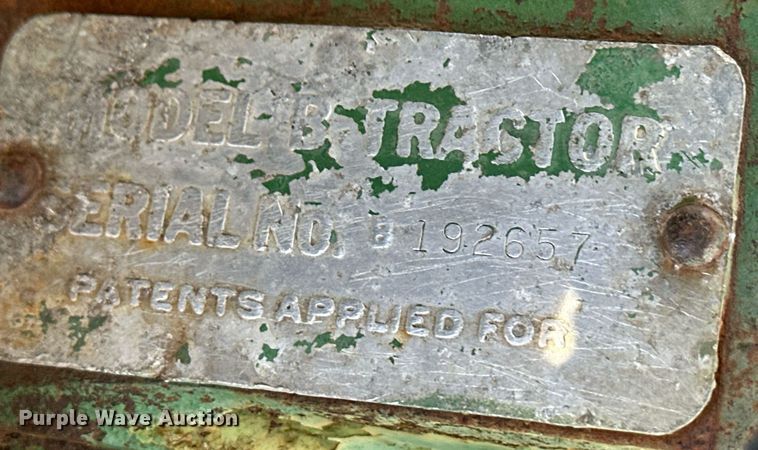 MODEL "B" TRACTOR
SERIAL NO. B 192657
PATENTS APPLIED FOR
Purple Wave Auction